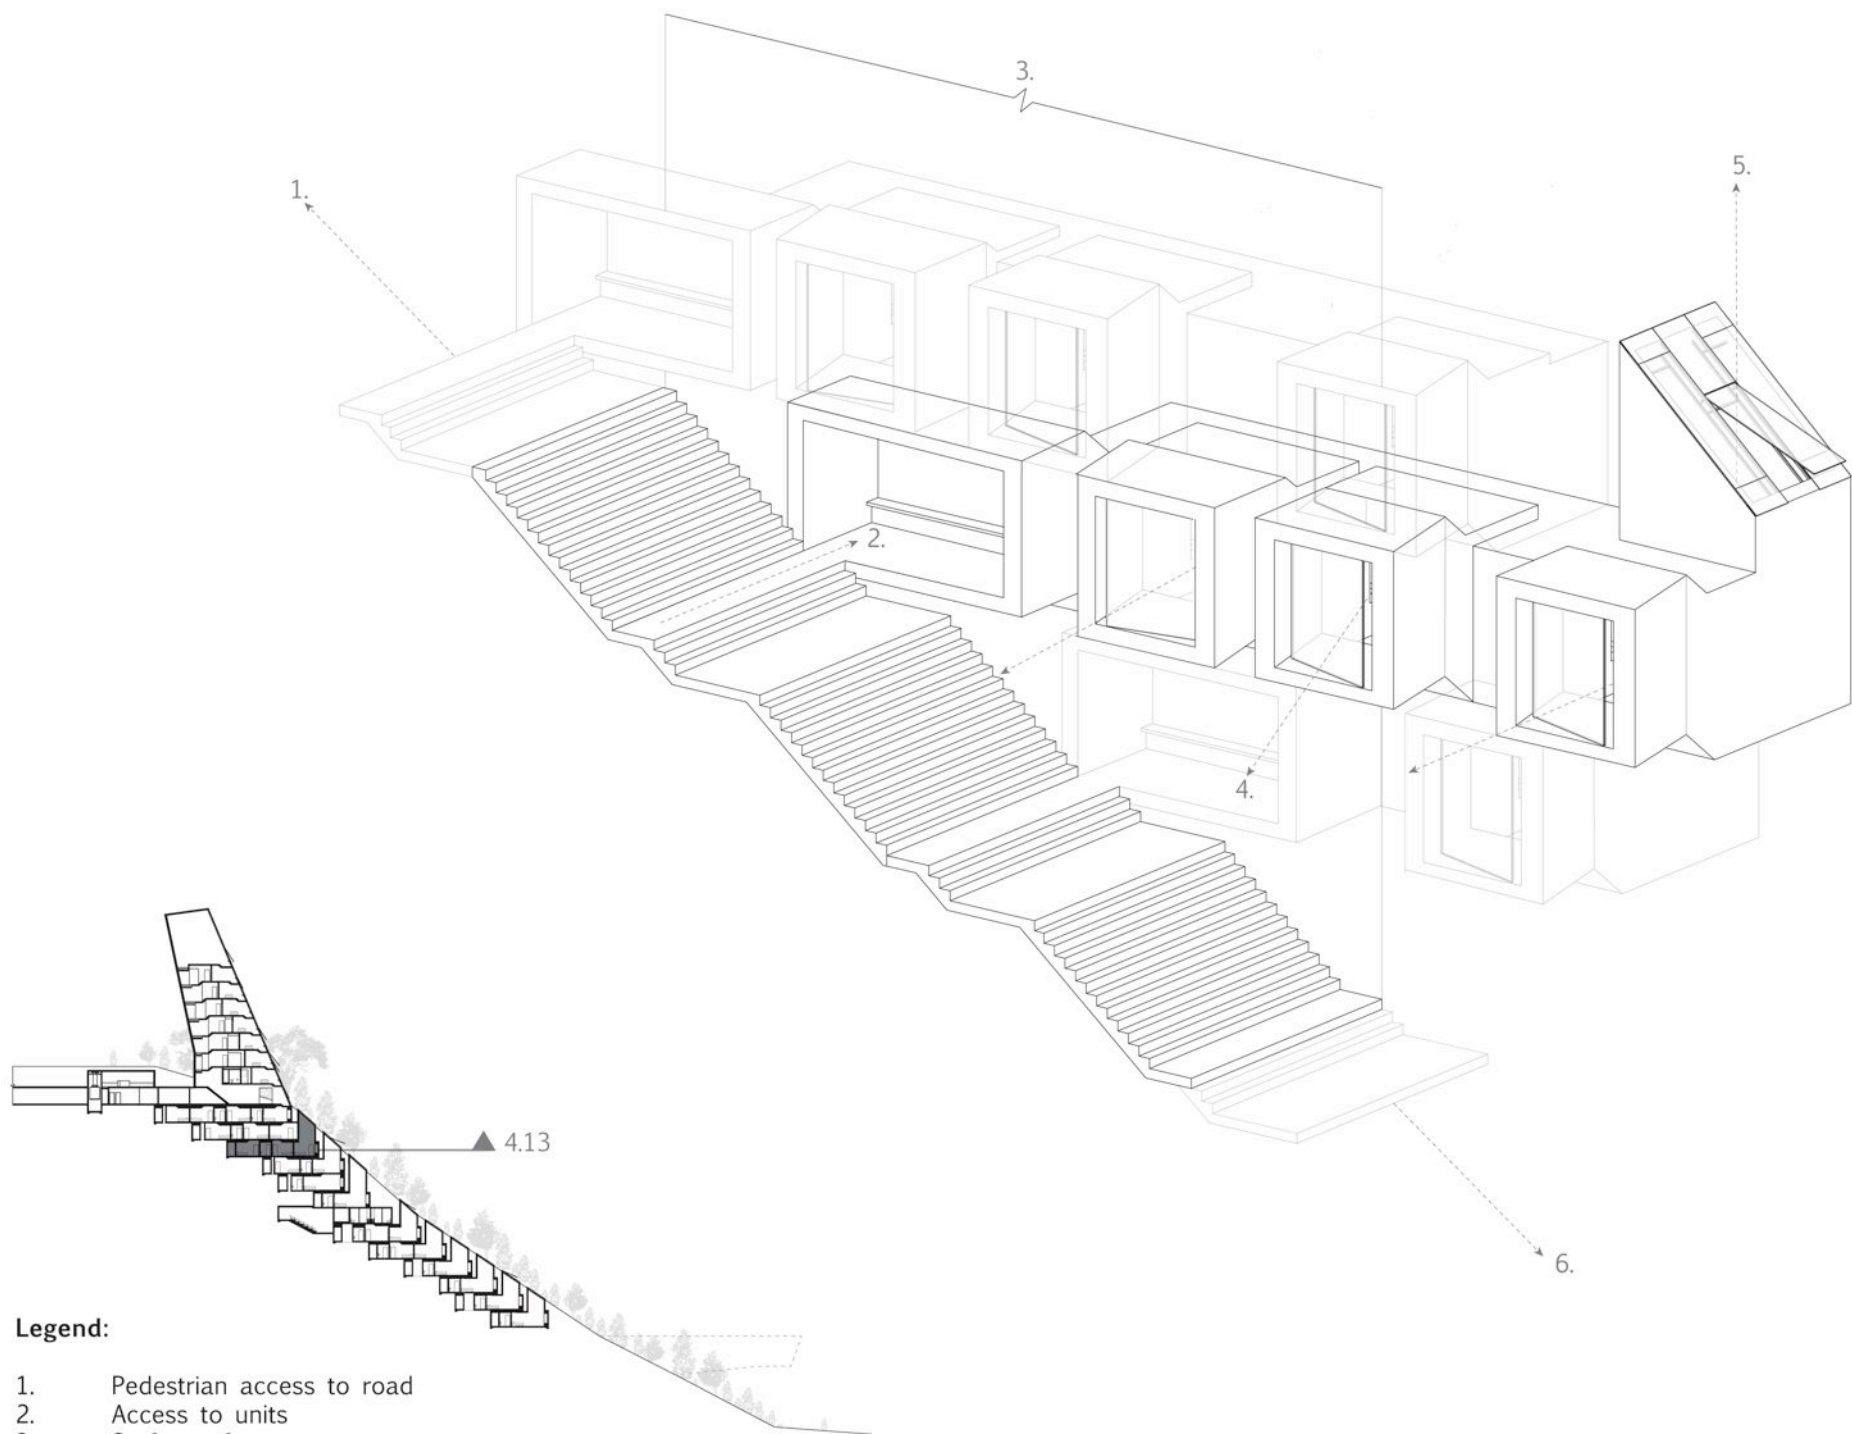 3.
5.
1.
2.
4.
4.13
6.
Legend:
1. Pedestrian access to road
2. Access to units